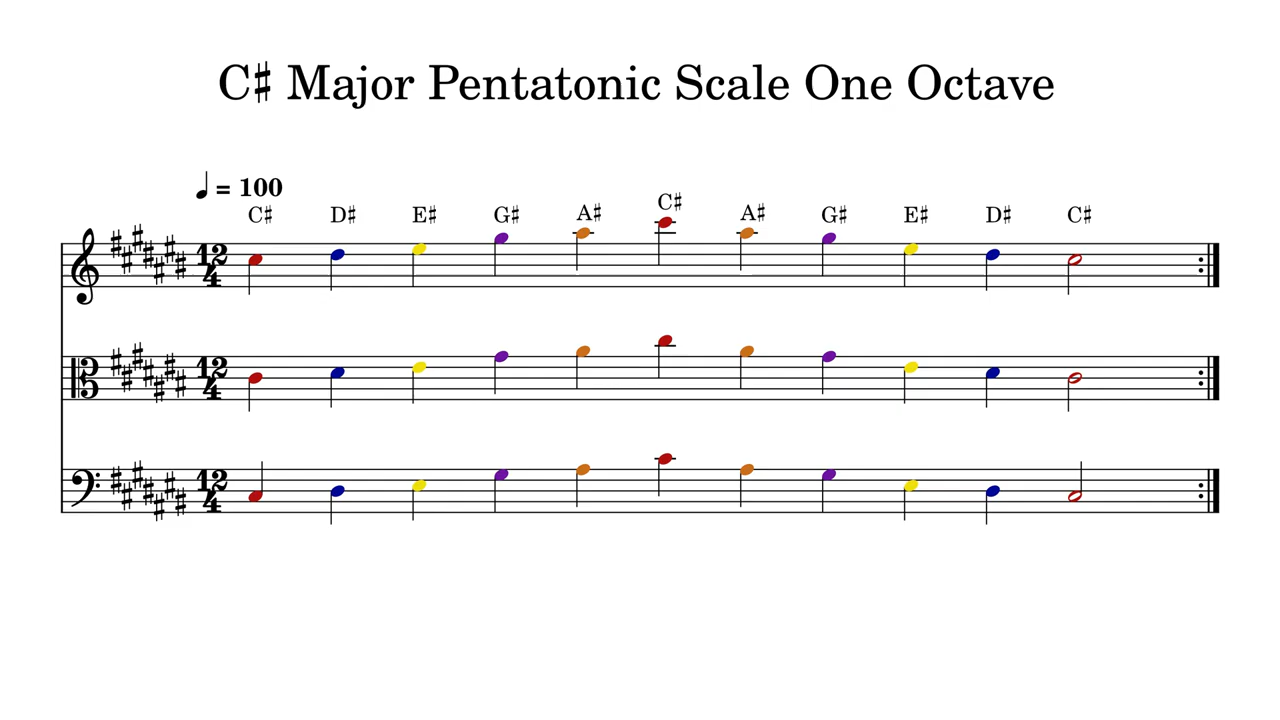 C♯ Major Pentatonic Scale One Octave
♩ = 100
C♯ D♯ E♯ G♯ A♯ C♯ A♯ G♯ E♯ D♯ C♯
12
4
12
4
12
4